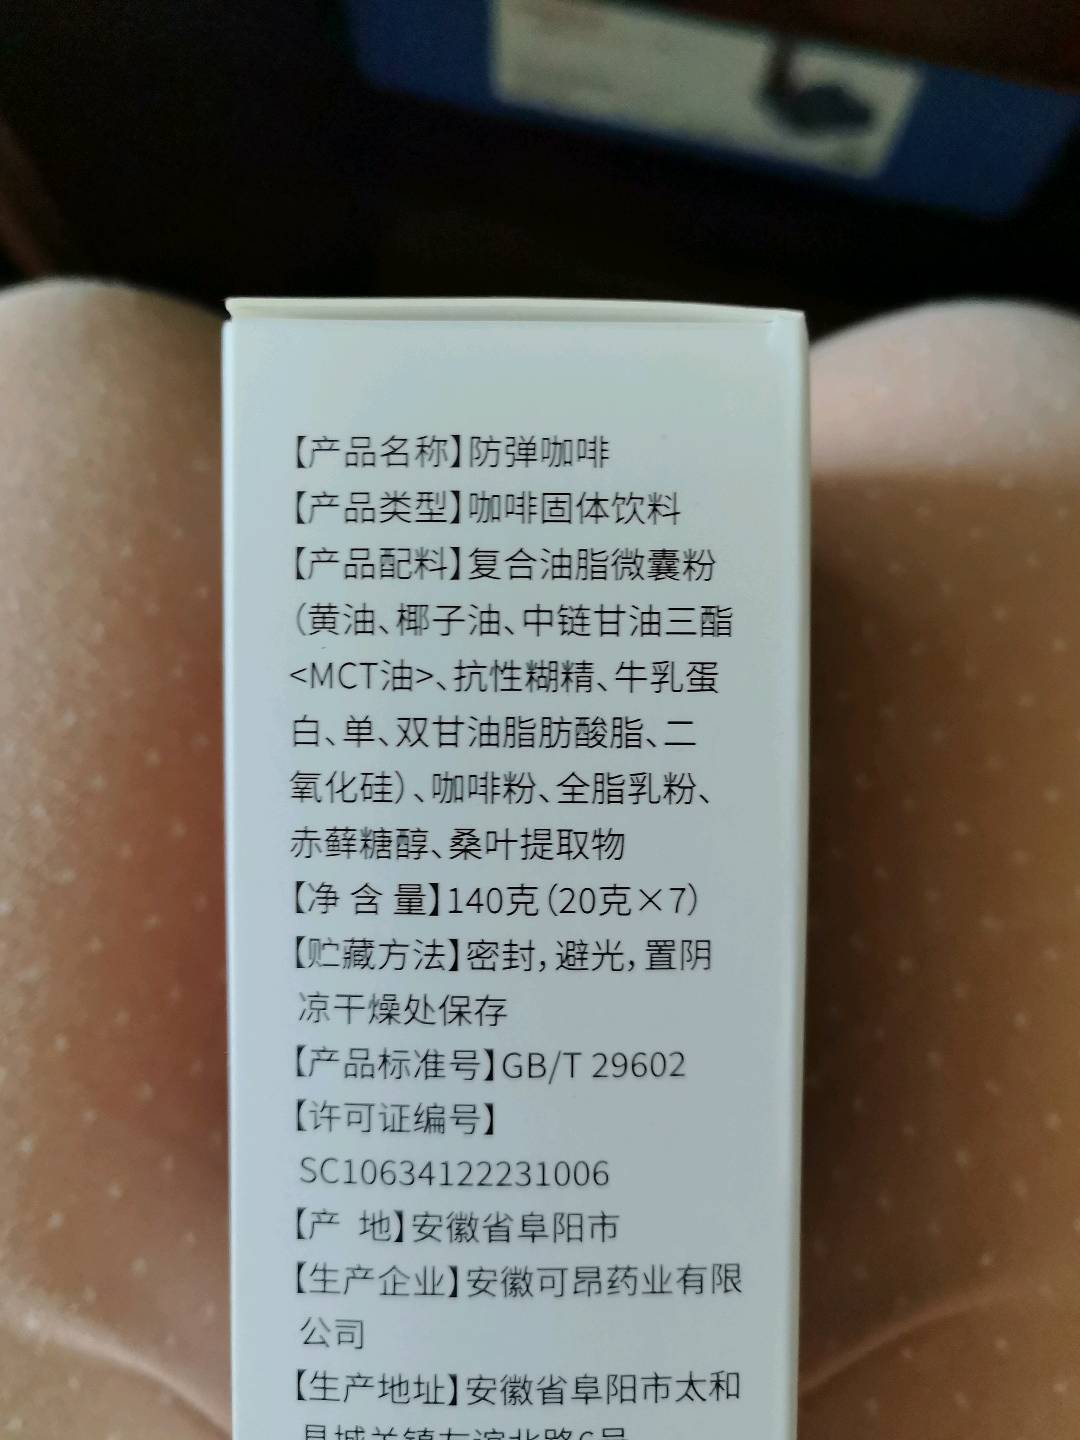 【产品名称】防弹咖啡
【产品类型】咖啡固体饮料
【产品配料】复合油脂微囊粉
（黄油、椰子油、中链甘油三酯
<MCT油>、抗性糊精、牛乳蛋
白、单、双甘油脂肪酸脂、二
氧化硅）、咖啡粉、全脂乳粉、
赤藓糖醇、桑叶提取物
【净 含 量】140克（20克×7）
【贮藏方法】密封，避光，置阴
凉干燥处保存
【产品标准号】GB/T 29602
【许可证编号】
SC10634122231006
【产 地】安徽省阜阳市
【生产企业】安徽可昂药业有限
公司
【生产地址】安徽省阜阳市太和
县城关镇